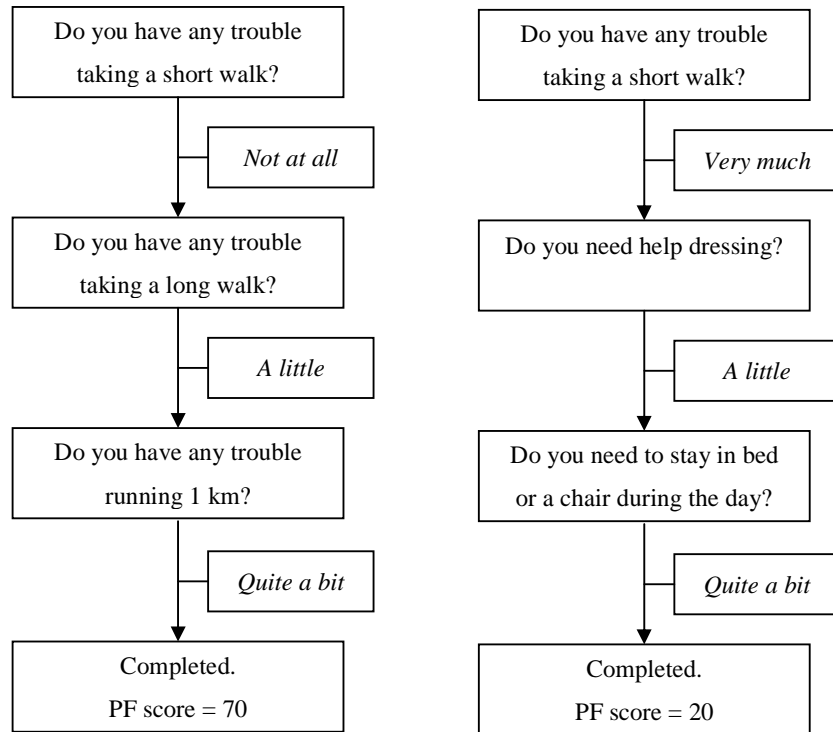 Do you have any trouble
taking a short walk?
Not at all
Do you have any trouble
taking a long walk?
A little
Do you have any trouble
running 1 km?
Quite a bit
Completed.
PF score = 70
Do you have any trouble
taking a short walk?
Very much
Do you need help dressing?
A little
Do you need to stay in bed
or a chair during the day?
Quite a bit
Completed.
PF score = 20